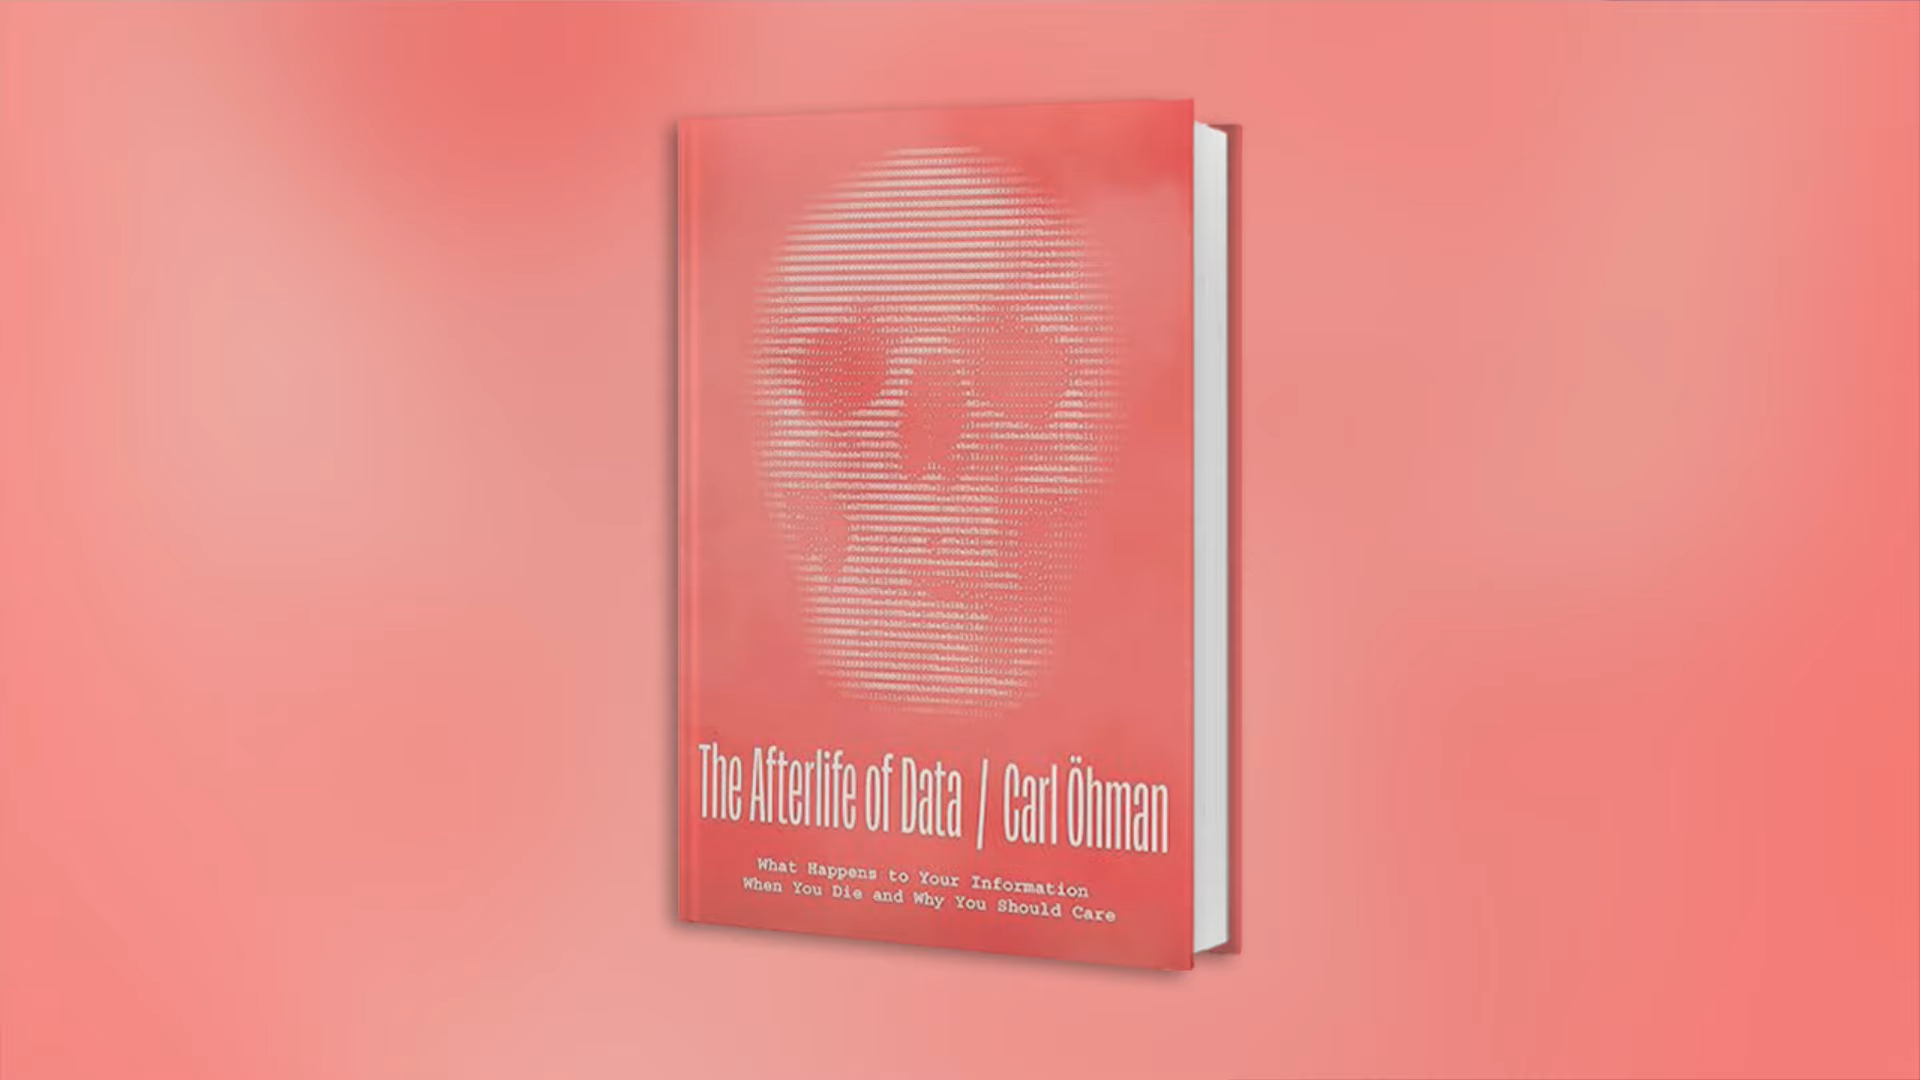 The Afterlife of Data / Carl Öhman
What Happens to Your Information
When You Die and Why You Should Care